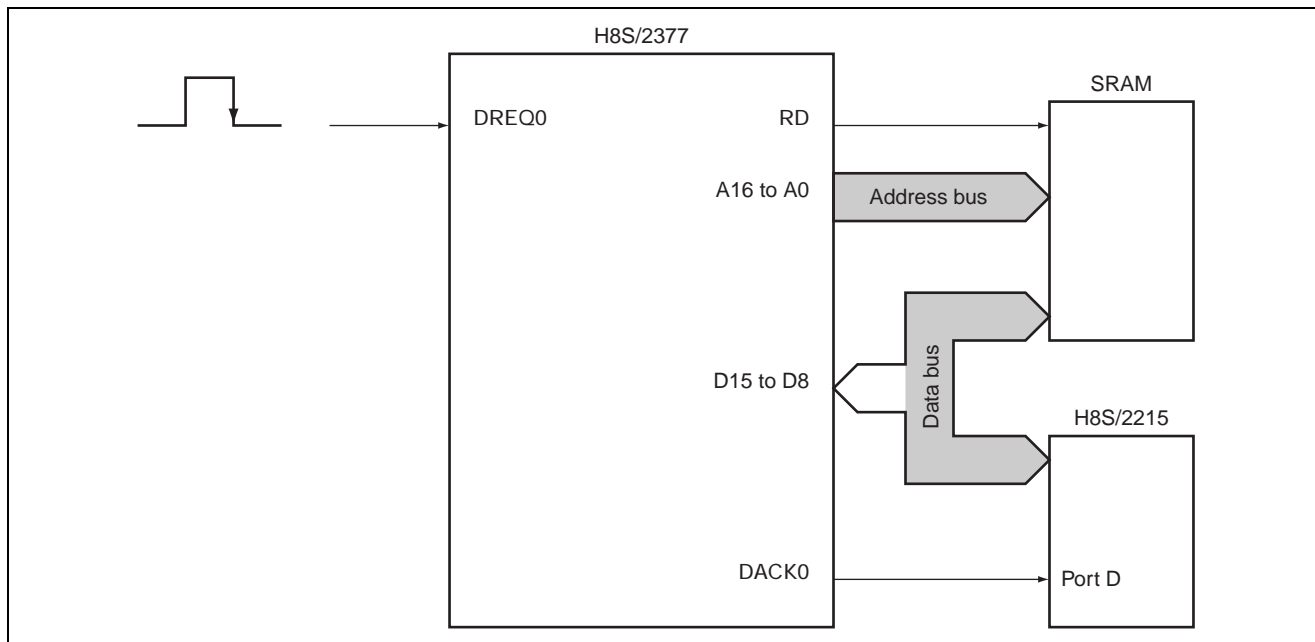 H8S/2377
SRAM
DREQ0
RD
A16 to A0
Address bus
D15 to D8
Data bus
H8S/2215
DACK0
Port D